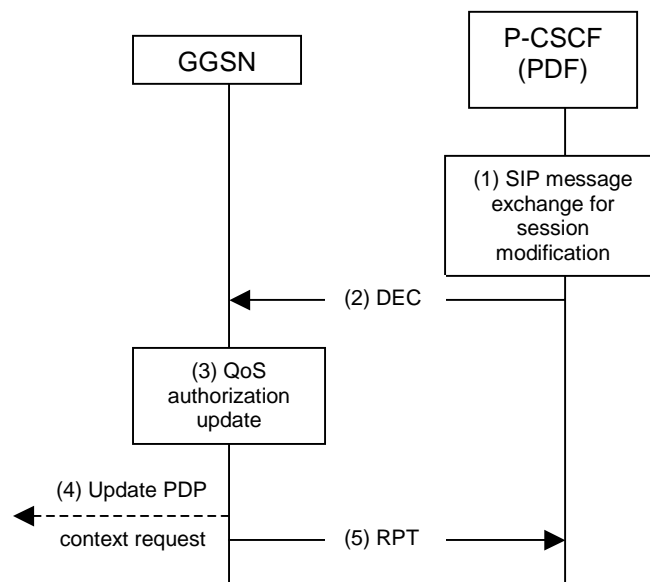 GGSN
P-CSCF
(PDF)
(1) SIP message
exchange for
session
modification
(2) DEC
(3) QoS
authorization
update
(4) Update PDP
context request
(5) RPT